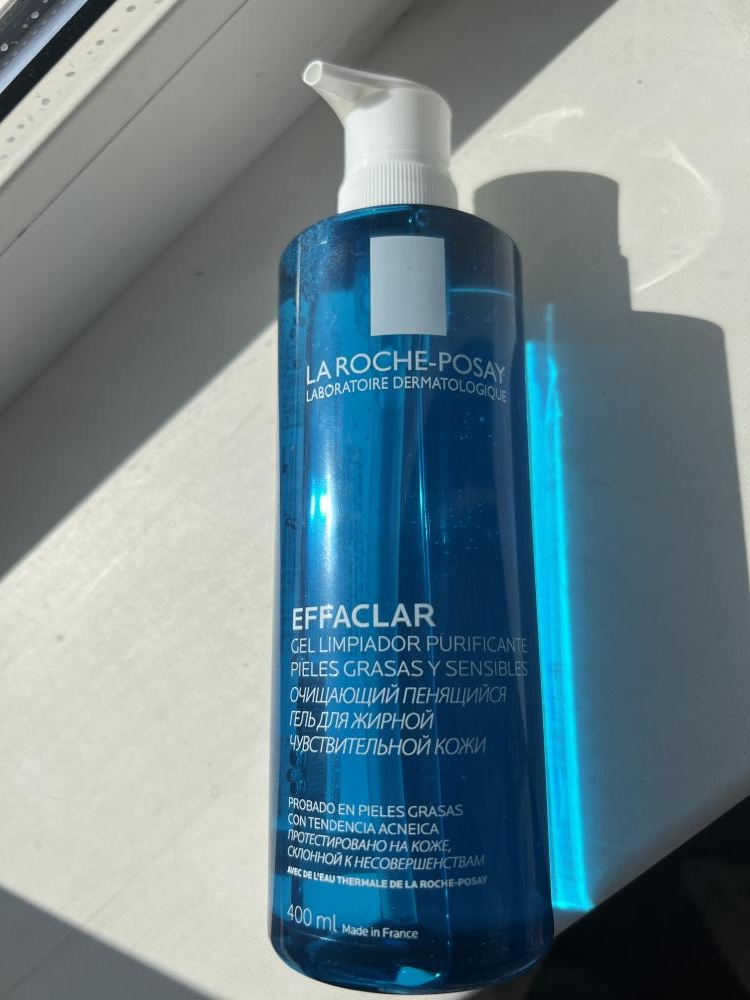 LA ROCHE-POSAY
LABORATOIRE DERMATOLOGIQUE
EFFACLAR
GEL LIMPIADOR PURIFICANTE
PIELES GRASAS Y SENSIBLES
ОЧИЩАЮЩИЙ ПЕНЯЩИЙСЯ
ГЕЛЬ ДЛЯ ЖИРНОЙ
ЧУВСТВИТЕЛЬНОЙ КОЖИ
PROBADO EN PIELES GRASAS
CON TENDENCIA ACNEICA
ПРОТЕСТИРОВАНО НА КОЖЕ,
СКЛОННОЙ К НЕСОВЕРШЕНСТВАМ
AVEC DE L'EAU THERMALE DE LA ROCHE-POSAY
400 ml Made in France